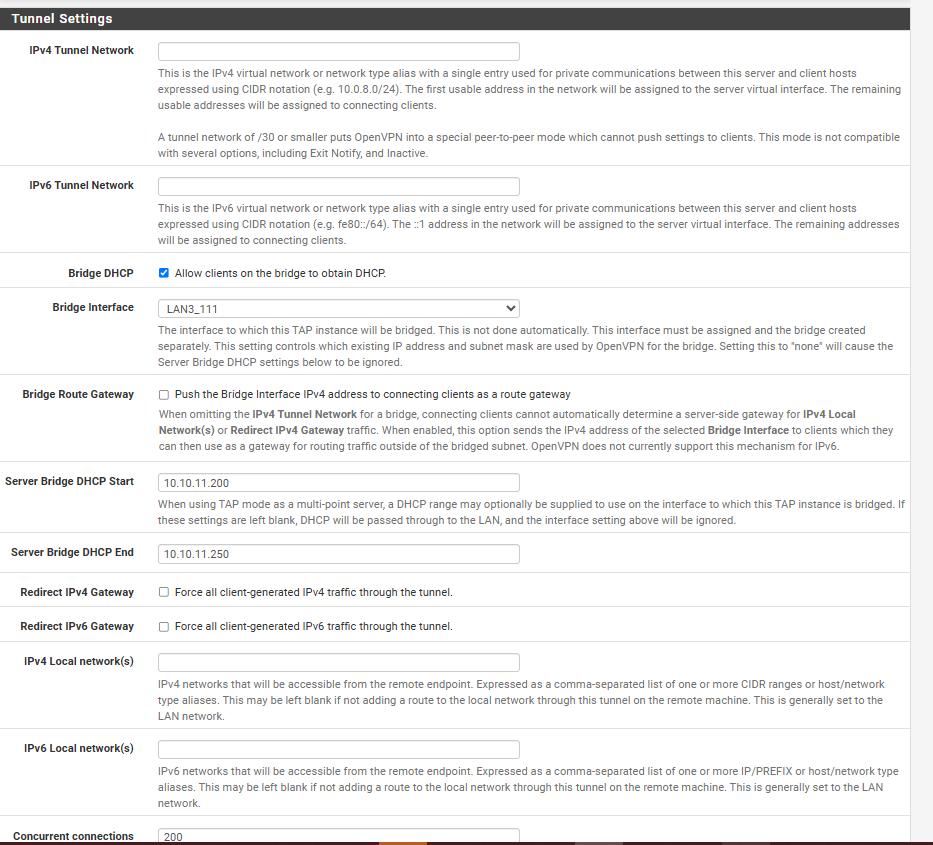 Tunnel Settings
IPv4 Tunnel Network
This is the IPv4 virtual network or network type alias with a single entry used for private communications between this server and client hosts
expressed using CIDR notation (e.g. 10.0.8.0/24). The first usable address in the network will be assigned to the server virtual interface. The remaining
usable addresses will be assigned to connecting clients.
A tunnel network of /30 or smaller puts OpenVPN into a special peer-to-peer mode which cannot push settings to clients. This mode is not compatible
with several options, including Exit Notify, and Inactive.
IPv6 Tunnel Network
This is the IPv6 virtual network or network type alias with a single entry used for private communications between this server and client hosts
expressed using CIDR notation (e.g. fe80::/64). The ::1 address in the network will be assigned to the server virtual interface. The remaining addresses
will be assigned to connecting clients.
Bridge DHCP
Allow clients on the bridge to obtain DHCP.
Bridge Interface
LAN3_111
The interface to which this TAP instance will be bridged. This is not done automatically. This interface must be assigned and the bridge created
separately. This setting controls which existing IP address and subnet mask are used by OpenVPN for the bridge. Setting this to "none" will cause the
Server Bridge DHCP settings below to be ignored.
Bridge Route Gateway
Push the Bridge Interface IPv4 address to connecting clients as a route gateway
When omitting the IPv4 Tunnel Network for a bridge, connecting clients cannot automatically determine a server-side gateway for IPv4 Local
Network(s) or Redirect IPv4 Gateway traffic. When enabled, this option sends the IPv4 address of the selected Bridge Interface to clients which they
can then use as a gateway for routing traffic outside of the bridged subnet. OpenVPN does not currently support this mechanism for IPv6.
Server Bridge DHCP Start
10.10.11.200
When using TAP mode as a multi-point server, a DHCP range may optionally be supplied to use on the interface to which this TAP instance is bridged. If
these settings are left blank, DHCP will be passed through to the LAN, and the interface setting above will be ignored.
Server Bridge DHCP End
10.10.11.250
Redirect IPv4 Gateway
Force all client-generated IPv4 traffic through the tunnel.
Redirect IPv6 Gateway
Force all client-generated IPv6 traffic through the tunnel.
IPv4 Local network(s)
IPv4 networks that will be accessible from the remote endpoint. Expressed as a comma-separated list of one or more CIDR ranges or host/network
type aliases. This may be left blank if not adding a route to the local network through this tunnel on the remote machine. This is generally set to the
LAN network.
IPv6 Local network(s)
IPv6 networks that will be accessible from the remote endpoint. Expressed as a comma-separated list of one or more IP/PREFIX or host/network type
aliases. This may be left blank if not adding a route to the local network through this tunnel on the remote machine. This is generally set to the LAN
network.
Concurrent connections
200